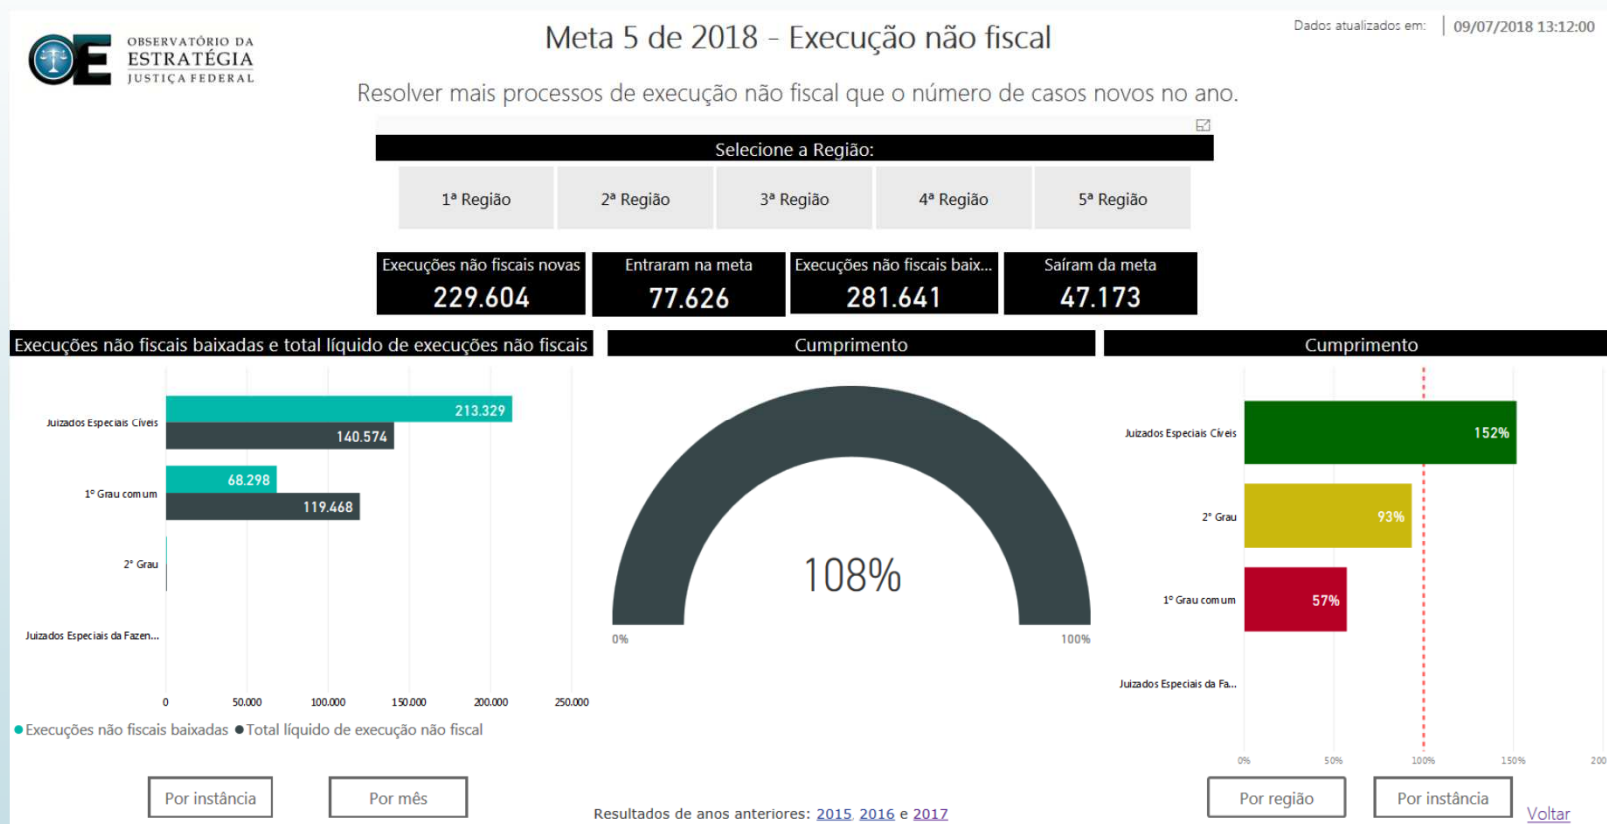 OBSERVATÓRIO DA
ESTRATÉGIA
JUSTIÇA FEDERAL
Meta 5 de 2018 - Execução não fiscal
Dados atualizados em: 09/07/2018 13:12:00
Resolver mais processos de execução não fiscal que o número de casos novos no ano.
Selecione a Região:
1ª Região 2ª Região 3ª Região 4ª Região 5ª Região
Execuções não fiscais novas Entraram na meta Execuções não fiscais baix... Saíram da meta
229.604 77.626 281.641 47.173
Execuções não fiscais baixadas e total líquido de execuções não fiscais
Juizados Especiais Cíveis
213.329
140.574
1º Grau comum
68.298
119.468
2° Grau
Juizados Especiais da Fazen...
0 50.000 100.000 150.000 200.000 250.000
Execuções não fiscais baixadas Total líquido de execução não fiscal
Por instância Por mês
Cumprimento
108%
0% 100%
Resultados de anos anteriores: 2015, 2016 e 2017
Cumprimento
Juizados Especiais Cíveis 152%
2° Grau 93%
1º Grau comum 57%
Juizados Especiais da Fa...
0% 50% 100% 150% 200
Por região Por instância Voltar